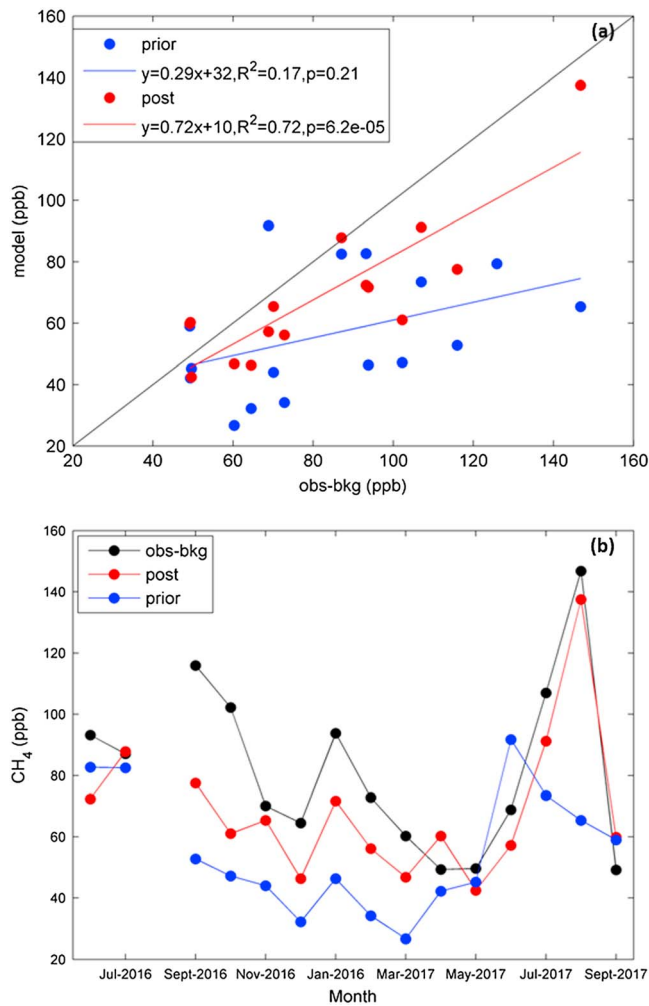 (a)
prior
y=0.29x+32,R²=0.17,p=0.21
post
y=0.72x+10,R²=0.72,p=6.2e-05
160
140
120
100
80
60
40
20
model (ppb)
20 40 60 80 100 120 140 160
obs-bkg (ppb)
(b)
obs-bkg
post
prior
160
140
120
100
80
60
40
20
CH₄ (ppb)
Jul-2016 Sept-2016 Nov-2016 Jan-2016 Mar-2017 May-2017 Jul-2017 Sept-2017
Month